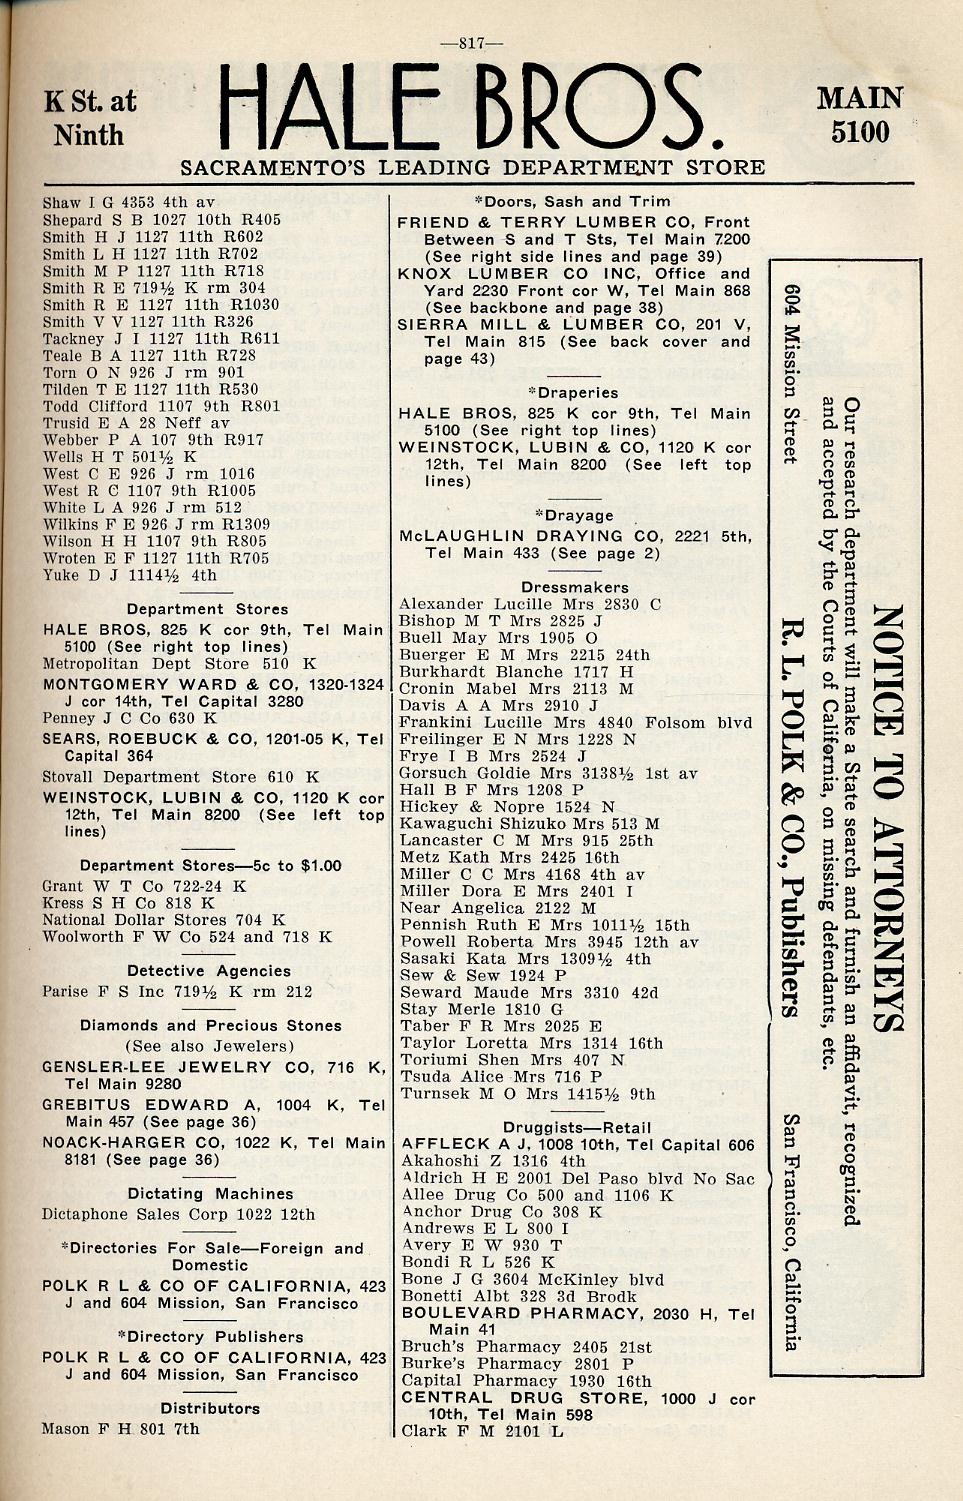 —817—
K St. at
Ninth
HALE BROS.
MAIN
5100
SACRAMENTO'S LEADING DEPARTMENT STORE
Shaw I G 4353 4th av
Shepard S B 1027 10th R405
Smith H J 1127 11th R602
Smith L H 1127 11th R702
Smith M P 1127 11th R718
Smith R E 719½ K rm 304
Smith R E 1127 11th R1030
Smith V V 1127 11th R326
Tackney J I 1127 11th R611
Teale B A 1127 11th R728
Torn O N 926 J rm 901
Tilden T E 1127 11th R530
Todd Clifford 1107 9th R801
Trusid E A 28 Neff av
Webber P A 107 9th R917
Wells H T 501½ K
West C E 926 J rm 1016
West R C 1107 9th R1005
White L A 926 J rm 512
Wilkins F E 926 J rm R1309
Wilson H H 1107 9th R805
Wroten E F 1127 11th R705
Yuke D J 1114½ 4th
Department Stores
HALE BROS, 825 K cor 9th, Tel Main
5100 (See right top lines)
Metropolitan Dept Store 510 K
MONTGOMERY WARD & CO, 1320-1324
J cor 14th, Tel Capital 3280
Penney J C Co 630 K
SEARS, ROEBUCK & CO, 1201-05 K, Tel
Capital 364
Stovall Department Store 610 K
WEINSTOCK, LUBIN & CO, 1120 K cor
12th, Tel Main 8200 (See left top
lines)
Department Stores—5c to $1.00
Grant W T Co 722-24 K
Kress S H Co 818 K
National Dollar Stores 704 K
Woolworth F W Co 524 and 718 K
Detective Agencies
Parise F S Inc 719½ K rm 212
Diamonds and Precious Stones
(See also Jewelers)
GENSLER-LEE JEWELRY CO, 716 K,
Tel Main 9280
GREBITUS EDWARD A, 1004 K, Tel
Main 457 (See page 36)
NOACK-HARGER CO, 1022 K, Tel Main
8181 (See page 36)
Dictating Machines
Dictaphone Sales Corp 1022 12th
*Directories For Sale—Foreign and
Domestic
POLK R L & CO OF CALIFORNIA, 423
J and 604 Mission, San Francisco
*Directory Publishers
POLK R L & CO OF CALIFORNIA, 423
J and 604 Mission, San Francisco
Distributors
Mason F H 801 7th
*Doors, Sash and Trim
FRIEND & TERRY LUMBER CO, Front
Between S and T Sts, Tel Main 7200
(See right side lines and page 39)
KNOX LUMBER CO INC, Office and
Yard 2230 Front cor W, Tel Main 868
(See backbone and page 38)
SIERRA MILL & LUMBER CO, 201 V,
Tel Main 815 (See back cover and
page 43)
*Draperies
HALE BROS, 825 K cor 9th, Tel Main
5100 (See right top lines)
WEINSTOCK, LUBIN & CO, 1120 K cor
12th, Tel Main 8200 (See left top
lines)
*Drayage
McLAUGHLIN DRAYING CO, 2221 5th,
Tel Main 433 (See page 2)
Dressmakers
Alexander Lucille Mrs 2830 C
Bishop M T Mrs 2825 J
Buell May Mrs 1905 O
Buerger E M Mrs 2215 24th
Burkhardt Blanche 1717 H
Cronin Mabel Mrs 2113 M
Davis A A Mrs 2910 J
Frankini Lucille Mrs 4840 Folsom blvd
Freilinger E N Mrs 1228 N
Frye I B Mrs 2524 J
Gorsuch Goldie Mrs 3138½ 1st av
Hall B F Mrs 1208 P
Hickey & Nopre 1524 N
Kawaguchi Shizuko Mrs 513 M
Lancaster C M Mrs 915 25th
Metz Kath Mrs 2425 16th
Miller C C Mrs 4168 4th av
Miller Dora E Mrs 2401 I
Near Angelica 2122 M
Pennish Ruth E Mrs 1011½ 15th
Powell Roberta Mrs 3945 12th av
Sasaki Kata Mrs 1309½ 4th
Sew & Sew 1924 P
Seward Maude Mrs 3310 42d
Stay Merle 1810 G
Taber F R Mrs 2025 E
Taylor Loretta Mrs 1314 16th
Toriumi Shen Mrs 407 N
Tsuda Alice Mrs 716 P
Turnsek M O Mrs 1415½ 9th
Druggists—Retail
AFFLECK A J, 1008 10th, Tel Capital 606
Akahoshi Z 1316 4th
Aldrich H E 2001 Del Paso blvd No Sac
Allee Drug Co 500 and 1106 K
Anchor Drug Co 308 K
Andrews E L 800 I
Avery E W 930 T
Bondi R L 526 K
Bone J G 3604 McKinley blvd
Bonetti Albt 328 3d Brodk
BOULEVARD PHARMACY, 2030 H, Tel
Main 41
Bruch's Pharmacy 2405 21st
Burke's Pharmacy 2801 P
Capital Pharmacy 1930 16th
CENTRAL DRUG STORE, 1000 J cor
10th, Tel Main 598
Clark F M 2101 L
NOTICE TO ATTORNEYS
Our research department will make a State search and furnish an affidavit, recognized
and accepted by the Courts of California, on missing defendants, etc.
R. L. POLK & CO., Publishers
604 Mission Street
San Francisco, California